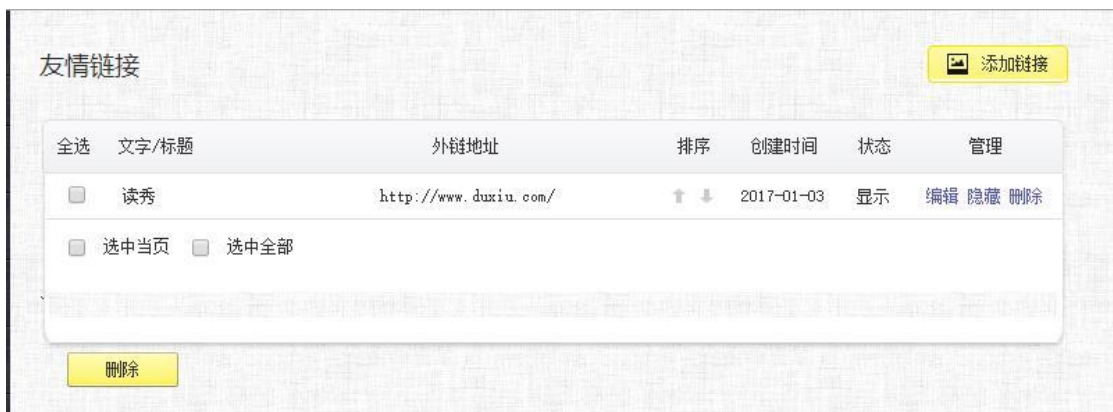 友情链接 添加链接
全选 文字/标题 外链地址 排序 创建时间 状态 管理
读秀 http://www.duxiu.com/ 2017-01-03 显示 编辑 隐藏 删除
选中当页 选中全部
删除